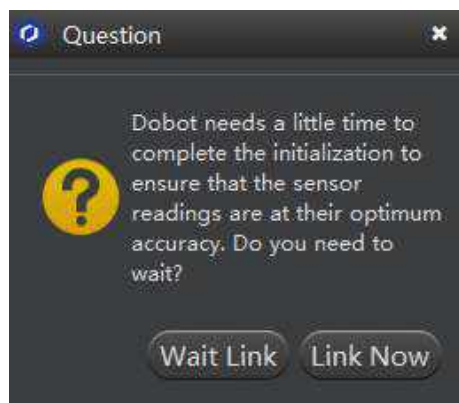 Question
Dobot needs a little time to
complete the initialization to
ensure that the sensor
readings are at their optimum
accuracy. Do you need to
wait?
Wait Link Link Now